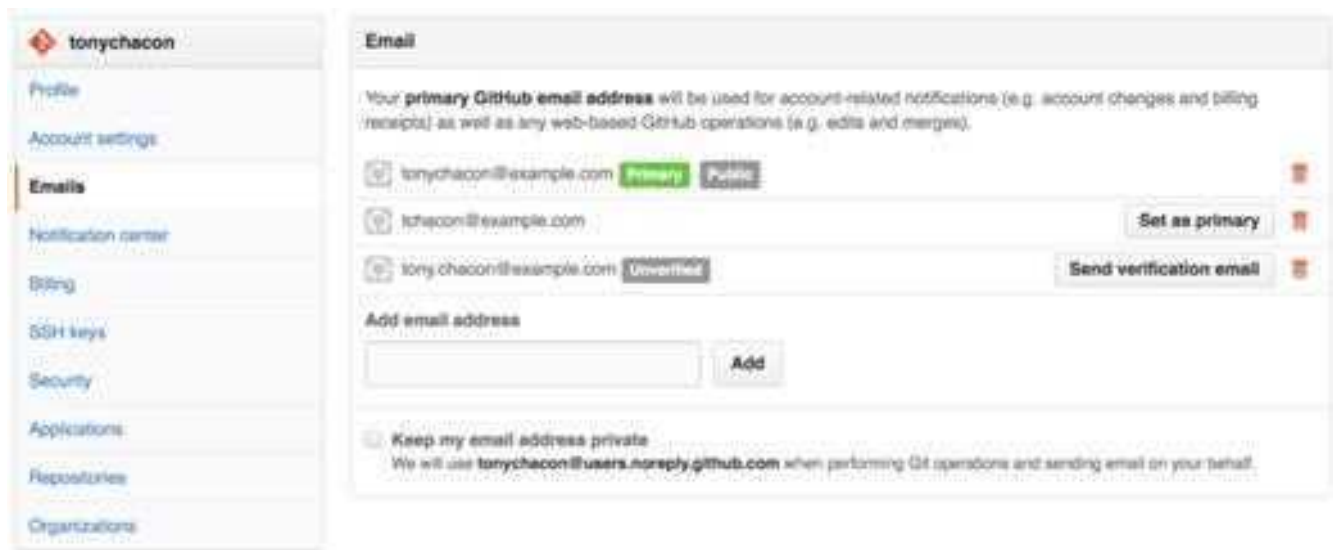 tonychacon
Profile
Account settings
Emails
Notification center
Billing
SSH keys
Security
Applications
Repositories
Organizations
Email
Your primary GitHub email address will be used for account-related notifications (e.g. account changes and billing
receipts) as well as any web-based GitHub operations (e.g. edits and merges).
tonychacon@example.com Primary Public
tchacon@example.com Set as primary
tony.chacon@example.com Unverified Send verification email
Add email address
Add
Keep my email address private
We will use tonychacon@users.noreply.github.com when performing Git operations and sending email on your behalf.